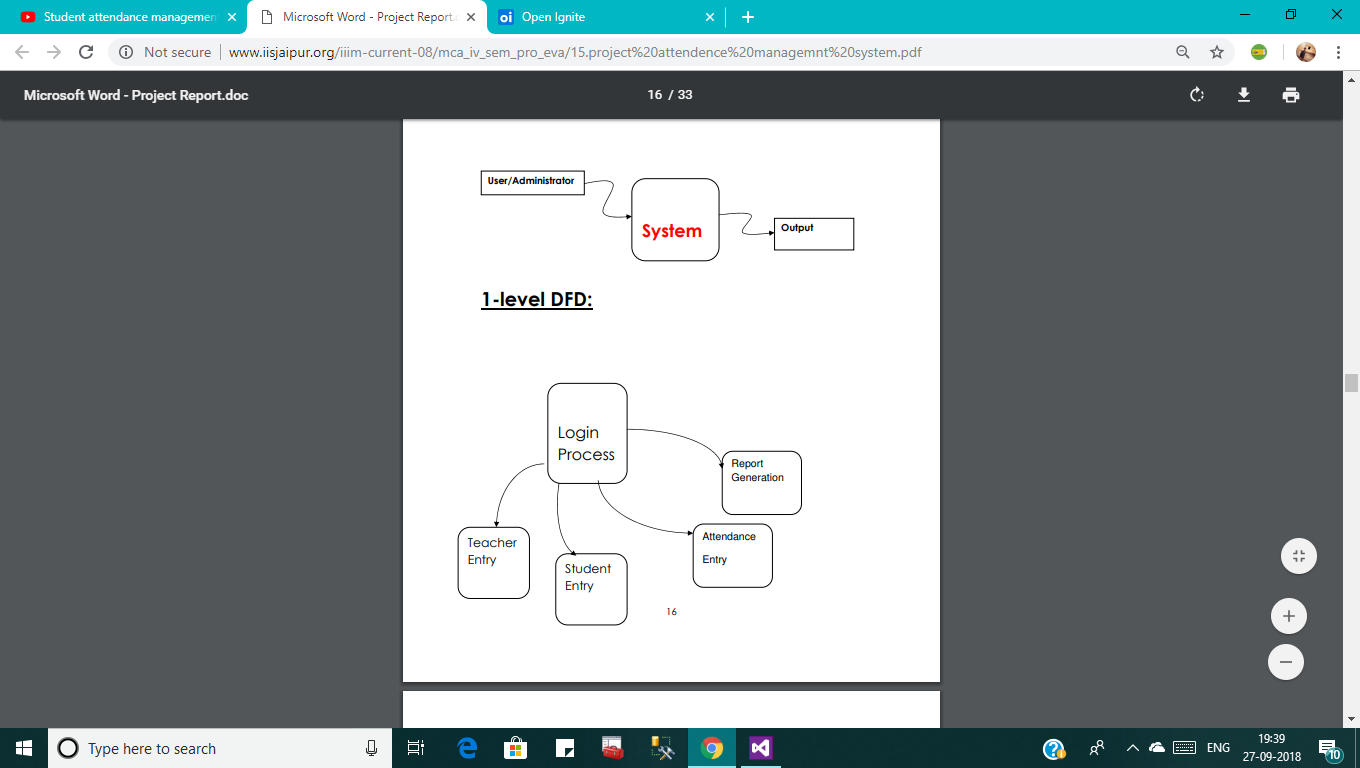 Student attendance managemen
Microsoft Word - Project Report.c
oi Open Ignite
Not secure | www.iisjaipur.org/iiim-current-08/mca_iv_sem_pro_eva/15.project%20attendence%20managemnt%20system.pdf
Microsoft Word - Project Report.doc
16 / 33
User/Administrator
System
Output
1-level DFD:
Login
Process
Report
Generation
Teacher
Entry
Attendance
Entry
Student
Entry
16
Type here to search
ENG
19:39
27-09-2018
10